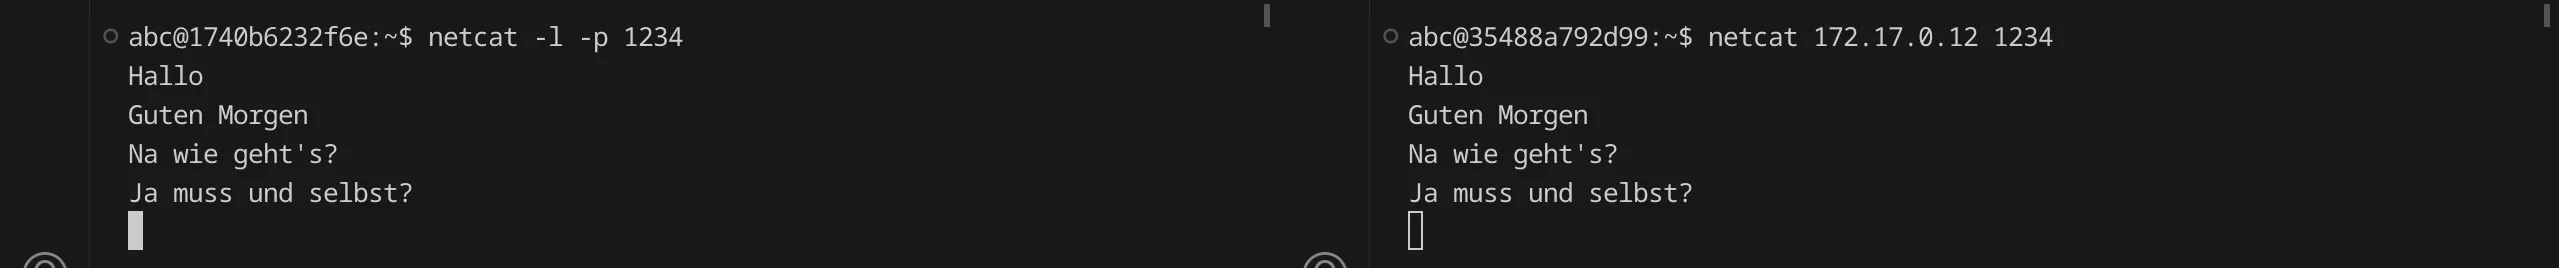 abc@1740b6232f6e:~$ netcat -l -p 1234
Hallo
Guten Morgen
Na wie geht's?
Ja muss und selbst?
abc@35488a792d99:~$ netcat 172.17.0.12 1234
Hallo
Guten Morgen
Na wie geht's?
Ja muss und selbst?